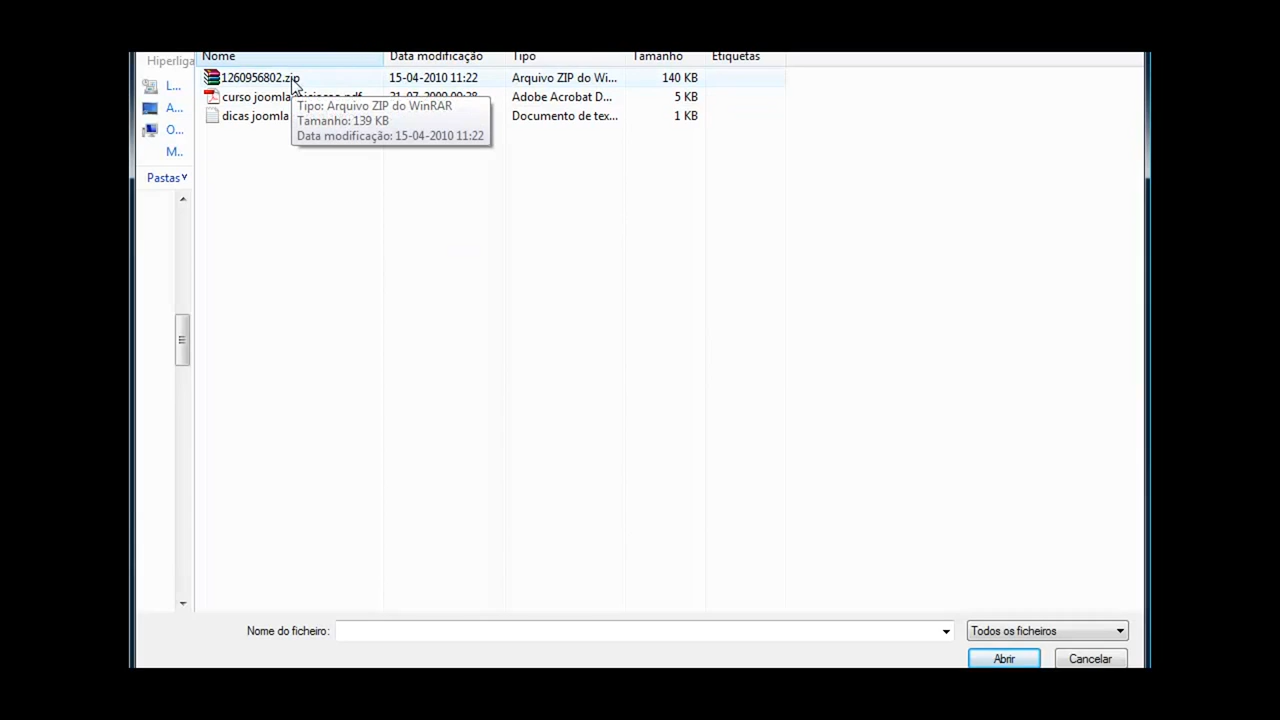 Hiperliga
Nome Data modificação Tipo Tamanho Etiquetas
1260956802.zip 15-04-2010 11:22 Arquivo ZIP do Wi... 140 KB
curso joomla Adobe Acrobat D... 5 KB
dicas joomla Documento de tex... 1 KB
Tipo: Arquivo ZIP do WinRAR
Tamanho: 139 KB
Data modificação: 15-04-2010 11:22
L...
A...
O...
M..
Pastas
Nome do ficheiro: Todos os ficheiros
Abrir Cancelar